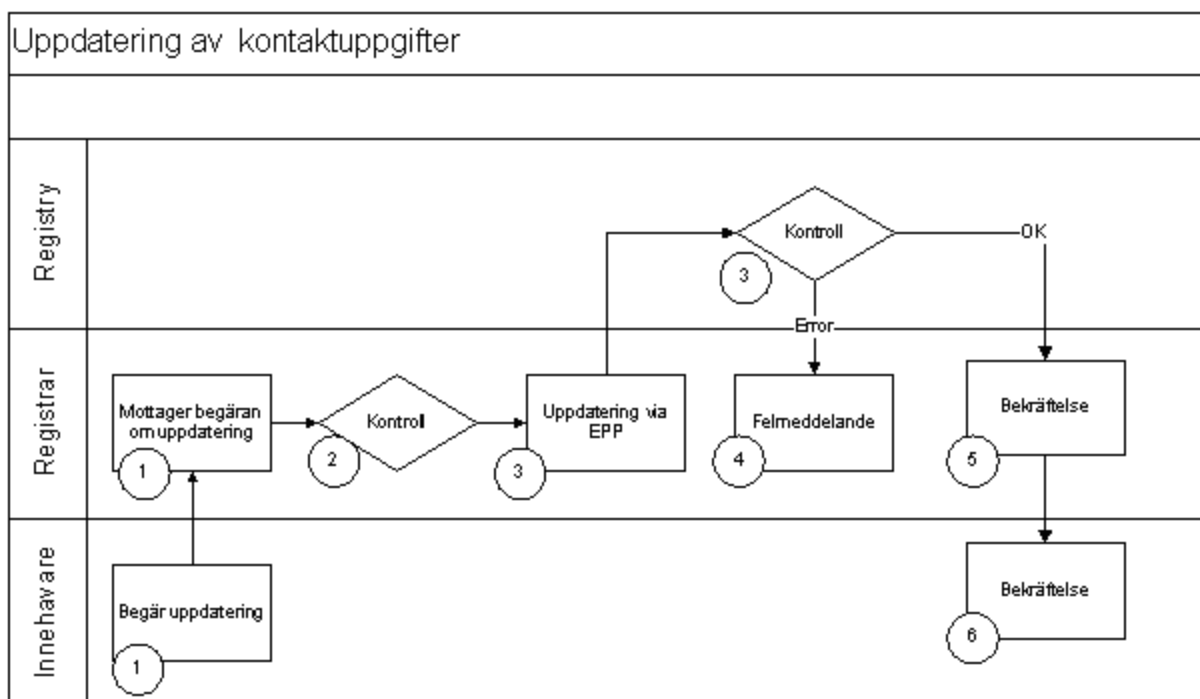 Uppdatering av kontaktuppgifter
Registry
Kontroll
3
OK
Error
Registrar
Mottager begäran
om uppdatering
1
Kontroll
2
Uppdatering via
EPP
3
Felmeddelande
4
Bekräftelse
5
Innehavare
Begär uppdatering
1
Bekräftelse
6